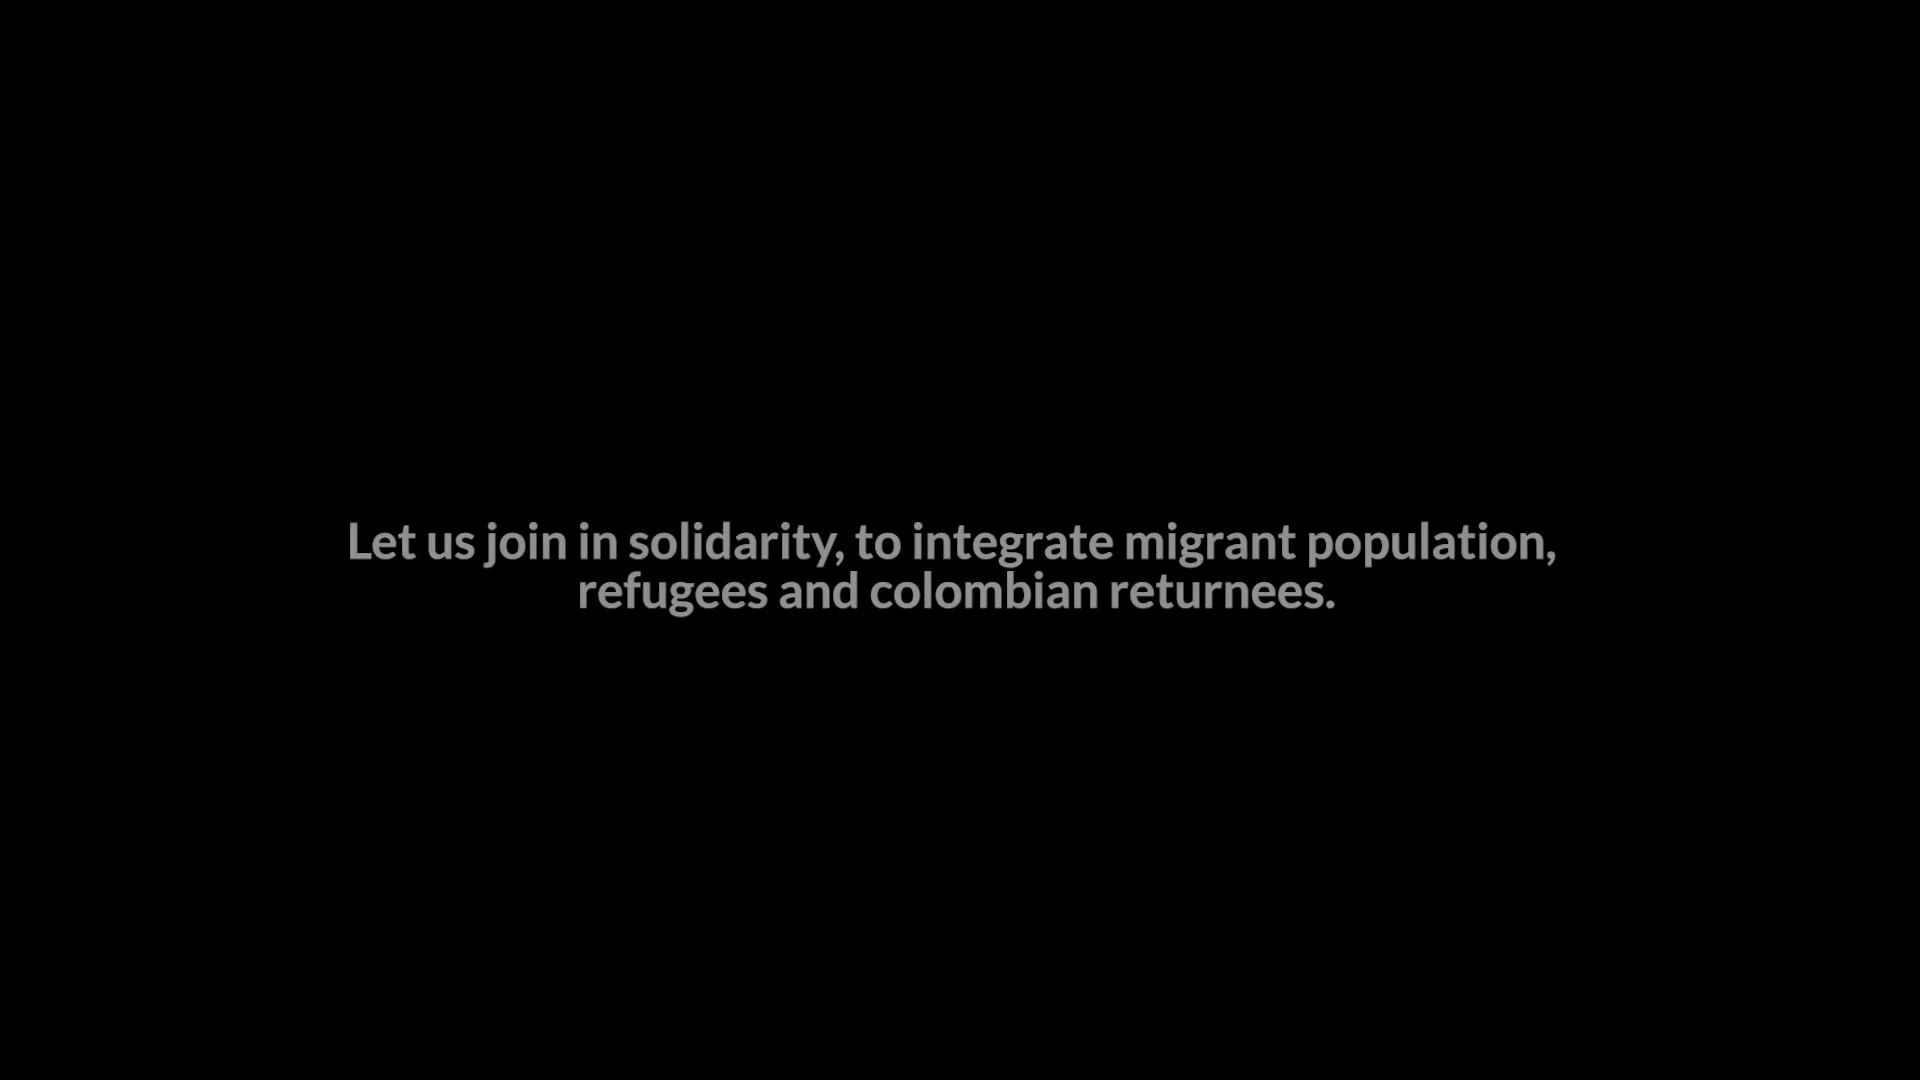 Let us join in solidarity, to integrate migrant population,
refugees and colombian returnees.